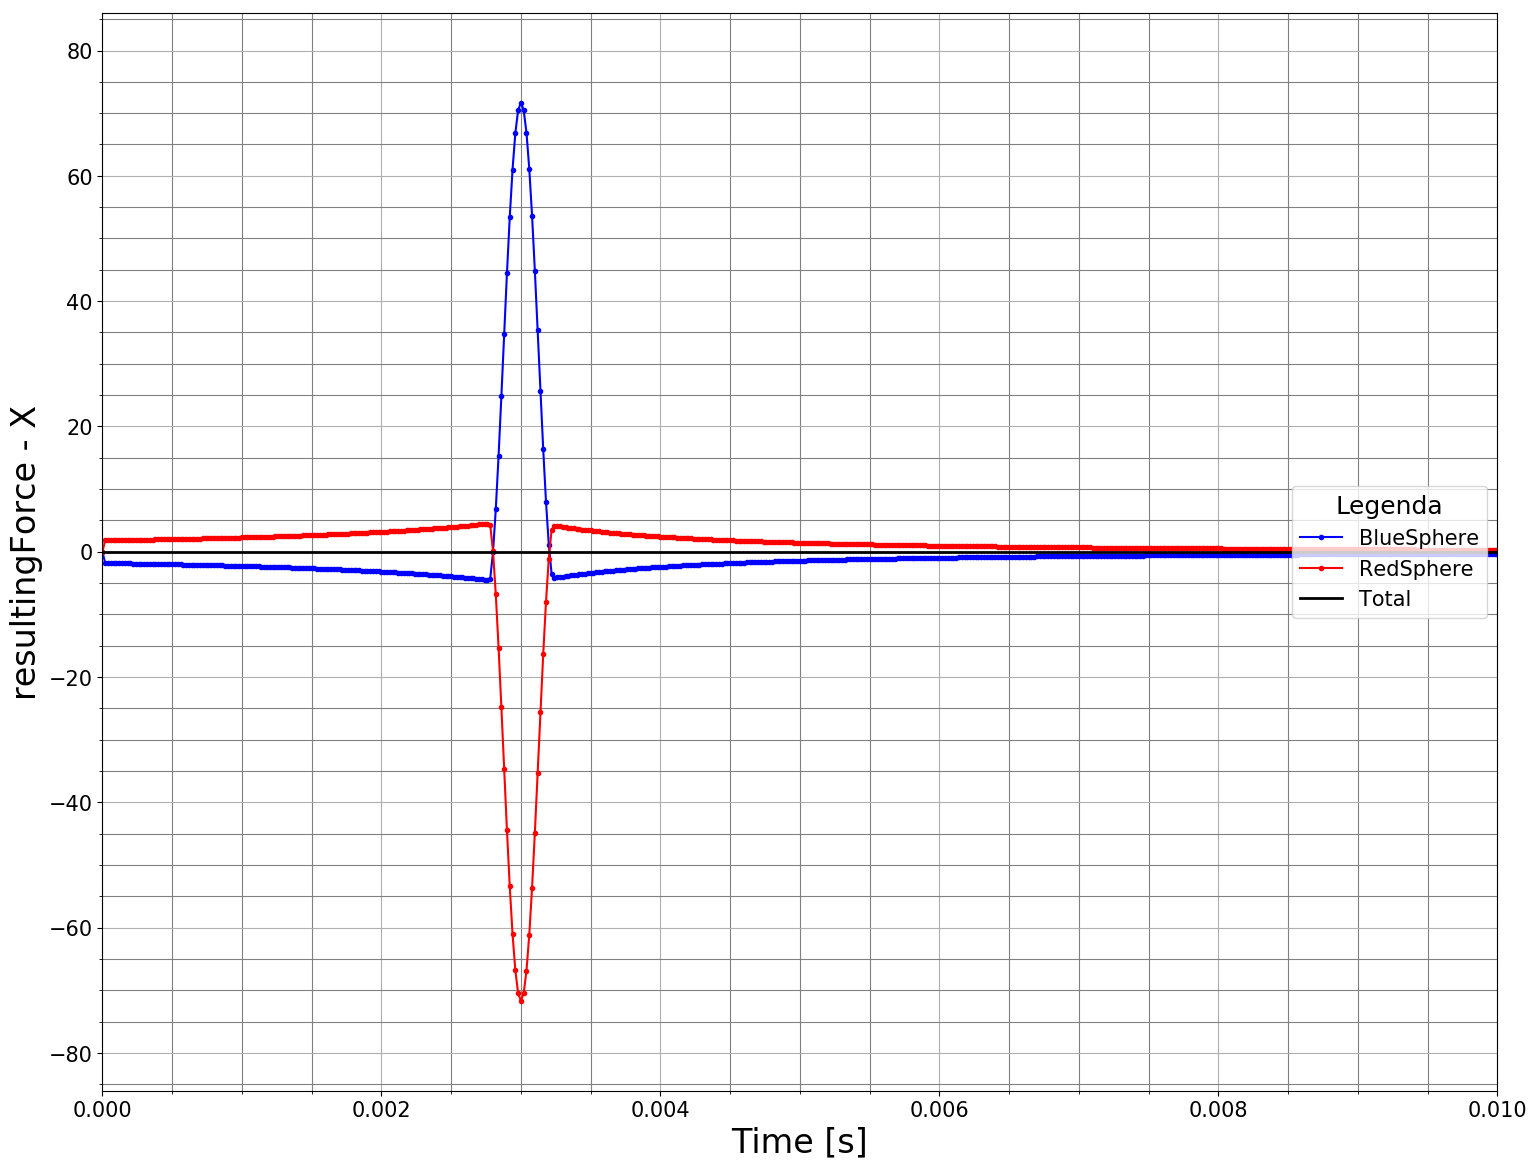 80
60
40
20
0
−20
−40
−60
−80
resultingForce - X
0.000 0.002 0.004 0.006 0.008 0.010
Time [s]
Legenda
BlueSphere
RedSphere
Total